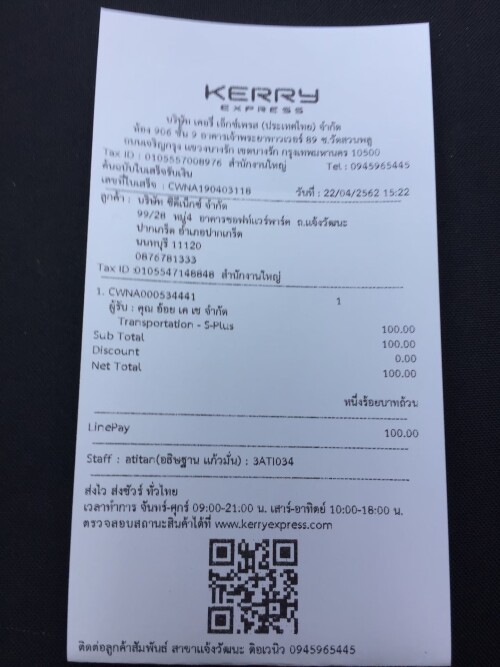 KERRY
EXPRESS
บริษัท เคอรี่ เอ็กซ์เพรส (ประเทศไทย) จำกัด
ห้อง 906 ชั้น 9 อาคารเจ้าพระยาทาวเวอร์ 89 ซ.วัดสวนพลู
ถนนเจริญกรุง แขวงบางรัก เขตบางรัก กรุงเทพมหานคร 10500
Tax ID : 0105557008976 สำนักงานใหญ่ Tel : 0945965445
ต้นฉบับใบเสร็จรับเงิน
เลขที่ใบเสร็จ : CWNA190403118 วันที่ : 22/04/2562 15:22
ลูกค้า : บริษัท ซีดีเน็กซ์ จำกัด
99/28 หมู่4 อาคารซอฟท์แวร์พาร์ค ถ.แจ้งวัฒนะ
ปากเกร็ด อำเภอปากเกร็ด
นนทบุรี 11120
0876781333
Tax ID :0105547148848 สำนักงานใหญ่
1. CWNA000534441 1
ผู้รับ : คุณ อ้อย เค เซ จำกัด
Transportation - S-Plus 100.00
Sub Total 100.00
Discount 0.00
Net Total 100.00
หนึ่งร้อยบาทถ้วน
LinePay 100.00
Staff : atitan(อธิษฐาน แก้วมั่น) : 3ATI034
ส่งไว ส่งชัวร์ ทั่วไทย
เวลาทำการ จันทร์-ศุกร์ 09:00-21.00 น. เสาร์-อาทิตย์ 10:00-18:00 น.
ตรวจสอบสถานะสินค้าได้ที่ www.kerryexpress.com
ติดต่อลูกค้าสัมพันธ์ สาขาแจ้งวัฒนะ ดิอเวนิว 0945965445